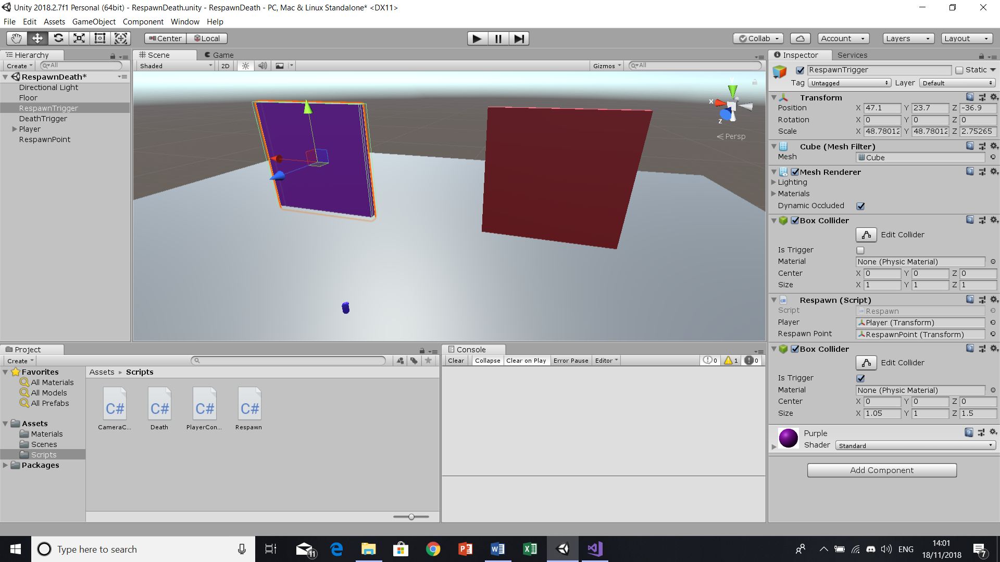 Unity 2018.2.7f1 Personal (64bit) - RespawnDeath.unity - RespawnDeath - PC, Mac & Linux Standalone* <DX11>
File Edit Assets GameObject Component Window Help
Center Local
Collab Account Layers Layout
Hierarchy
Create All
RespawnDeath*
Directional Light
Floor
RespawnTrigger
DeathTrigger
Player
RespawnPoint
Scene Game
Shaded 2D Gizmos All
y
x
z
Persp
Inspector Services
RespawnTrigger Static
Tag Untagged Layer Default
Transform
Position X 47.1 Y 23.7 Z -36.9
Rotation X 0 Y 0 Z 0
Scale X 48.78012 Y 48.78012 Z 2.75265
Cube (Mesh Filter)
Mesh Cube
Mesh Renderer
Lighting
Materials
Dynamic Occluded
Box Collider
Edit Collider
Is Trigger
Material None (Physic Material)
Center X 0 Y 0 Z 0
Size X 1 Y 1 Z 1
Respawn (Script)
Script Respawn
Player Player (Transform)
Respawn Point RespawnPoint (Transform)
Box Collider
Edit Collider
Is Trigger
Material None (Physic Material)
Center X 0 Y 0 Z 0
Size X 1.05 Y 1 Z 1.5
Purple
Shader Standard
Add Component
Project
Create
Favorites
All Materials
All Models
All Prefabs
Assets
Materials
Scenes
Scripts
Packages
Assets Scripts
C# C# C# C#
CameraC... Death PlayerCon... Respawn
Console
Clear Collapse Clear on Play Error Pause Editor 0 1 0
Type here to search
11
ENG
14:01
18/11/2018
7